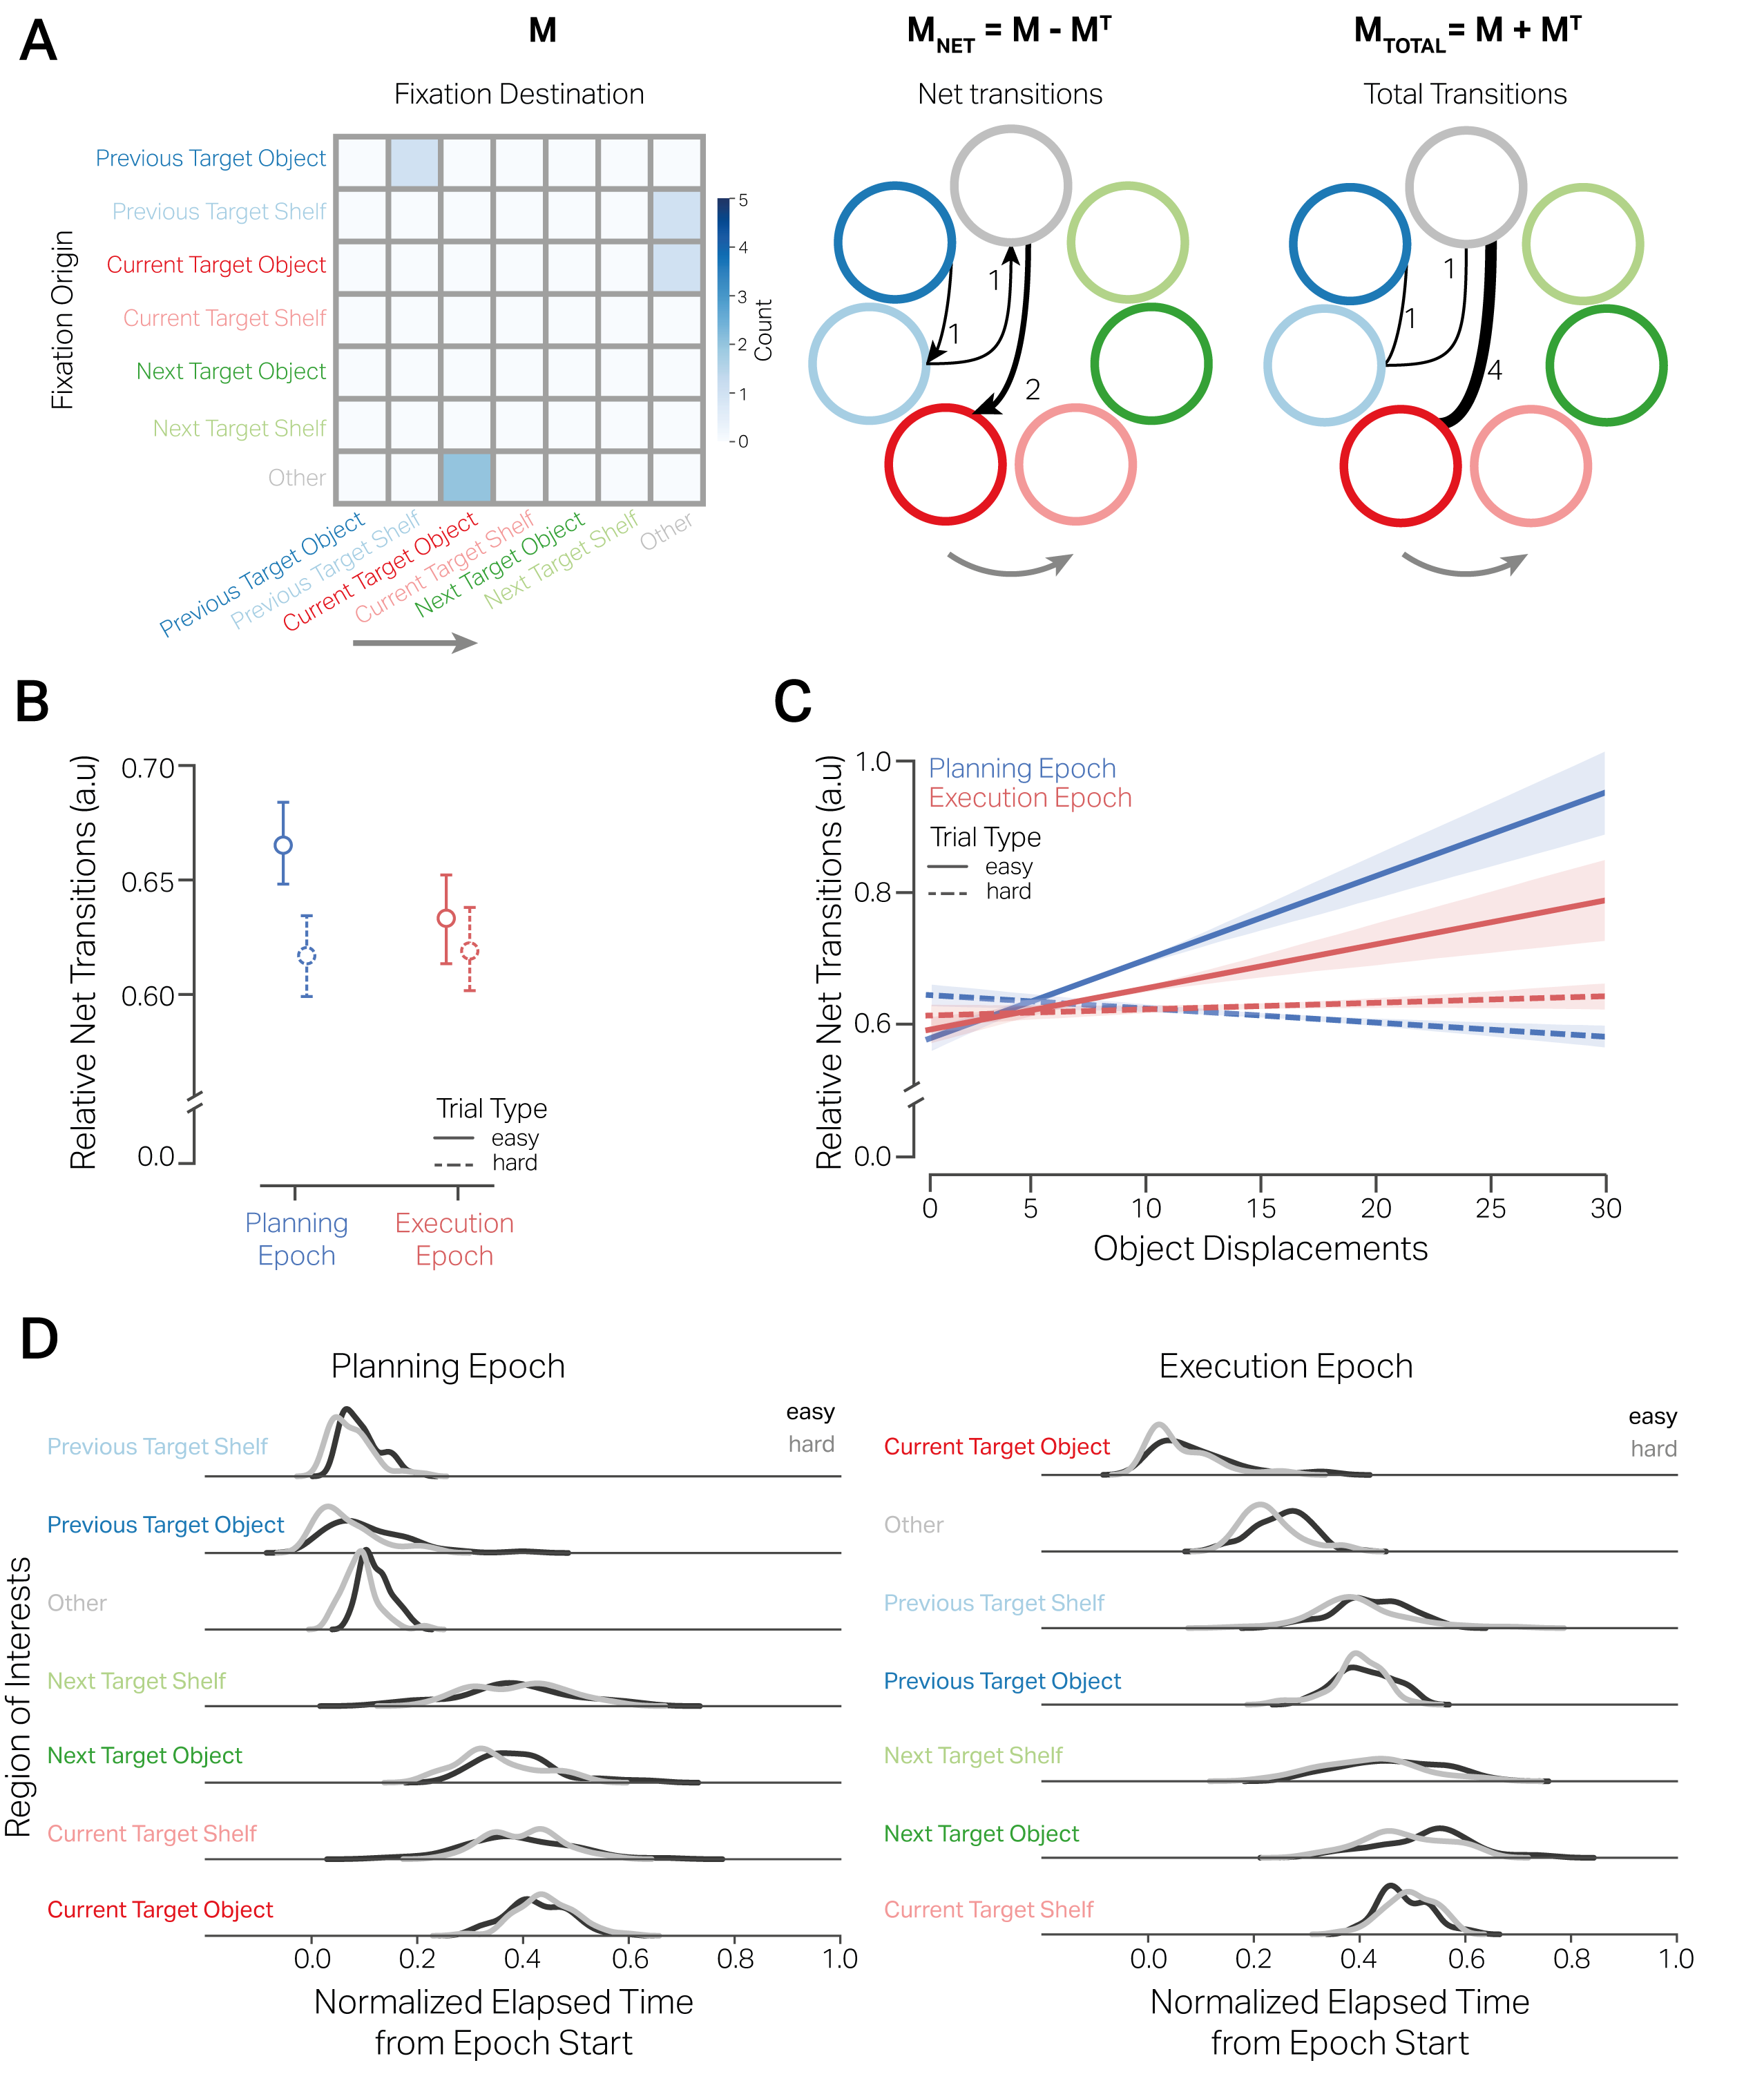 A
M
Fixation Destination
Fixation Origin
Previous Target Object
Previous Target Shelf
Current Target Object
Current Target Shelf
Next Target Object
Next Target Shelf
Other
Previous Target Object
Previous Target Shelf
Current Target Object
Current Target Shelf
Next Target Object
Next Target Shelf
Other
5
4
3
2
1
0
Count
M_NET = M - M^T
Net transitions
1
1
2
M_TOTAL = M + M^T
Total Transitions
1
1
4
B
Relative Net Transitions (a.u)
0.70
0.65
0.60
0.0
Trial Type
easy
hard
Planning
Epoch
Execution
Epoch
C
Relative Net Transitions (a.u)
1.0
0.8
0.6
0.0
Planning Epoch
Execution Epoch
Trial Type
easy
hard
0 5 10 15 20 25 30
Object Displacements
D
Region of Interests
Planning Epoch
easy
hard
Previous Target Shelf
Previous Target Object
Other
Next Target Shelf
Next Target Object
Current Target Shelf
Current Target Object
0.0 0.2 0.4 0.6 0.8 1.0
Normalized Elapsed Time
from Epoch Start
Execution Epoch
easy
hard
Current Target Object
Other
Previous Target Shelf
Previous Target Object
Next Target Shelf
Next Target Object
Current Target Shelf
0.0 0.2 0.4 0.6 0.8 1.0
Normalized Elapsed Time
from Epoch Start